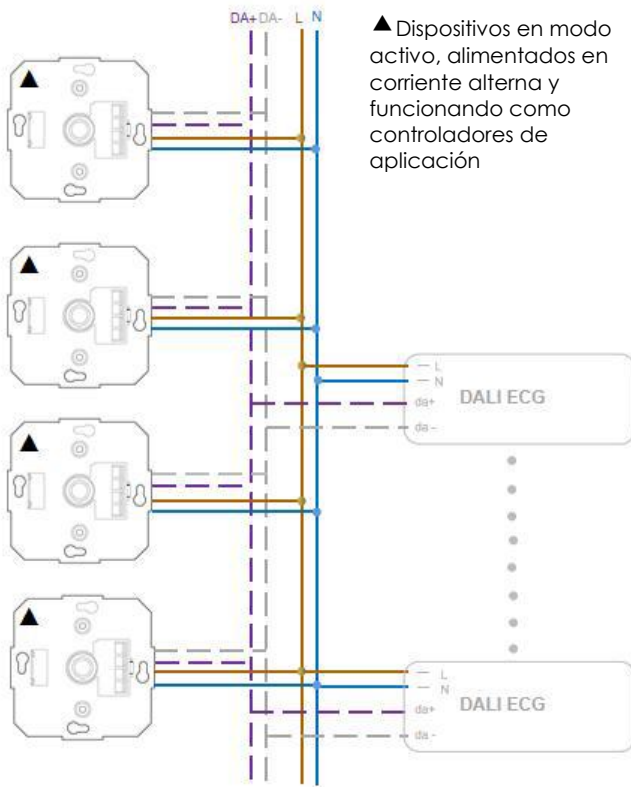 DA+ DA- L N
▲ Dispositivos en modo
activo, alimentados en
corriente alterna y
funcionando como
controladores de
aplicación
L
N
da+
da-
DALI ECG
L
N
da+
da-
DALI ECG